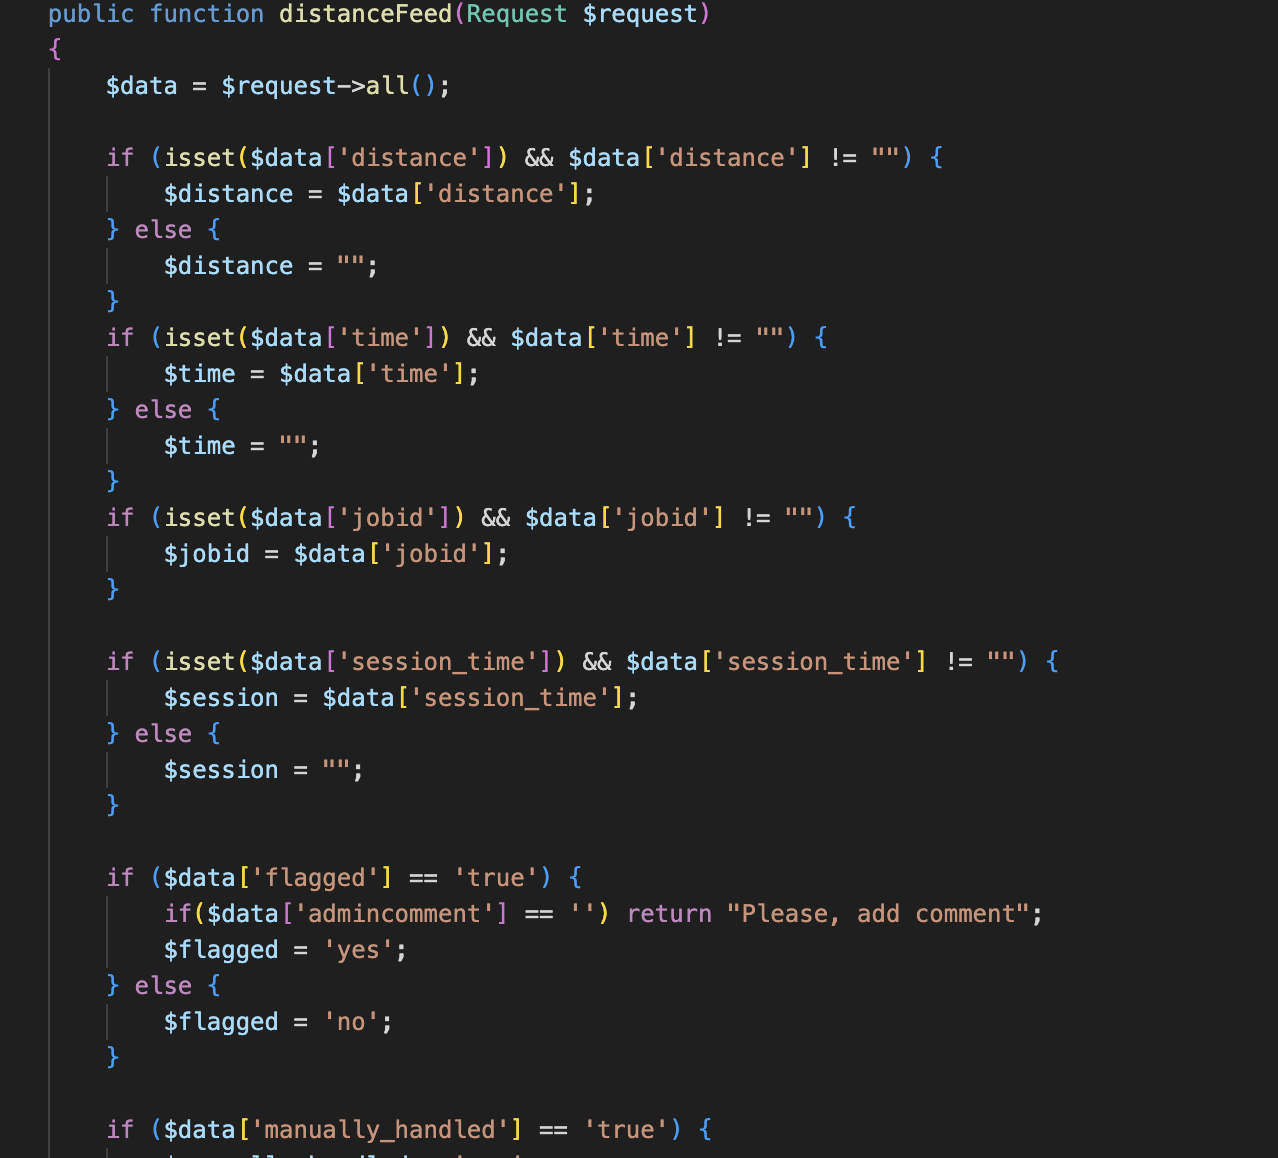 public function distanceFeed(Request $request)
{
    $data = $request->all();

    if (isset($data['distance']) && $data['distance'] != "") {
        $distance = $data['distance'];
    } else {
        $distance = "";
    }
    if (isset($data['time']) && $data['time'] != "") {
        $time = $data['time'];
    } else {
        $time = "";
    }
    if (isset($data['jobid']) && $data['jobid'] != "") {
        $jobid = $data['jobid'];
    }

    if (isset($data['session_time']) && $data['session_time'] != "") {
        $session = $data['session_time'];
    } else {
        $session = "";
    }

    if ($data['flagged'] == 'true') {
        if($data['admincomment'] == '') return "Please, add comment";
        $flagged = 'yes';
    } else {
        $flagged = 'no';
    }

    if ($data['manually_handled'] == 'true') {